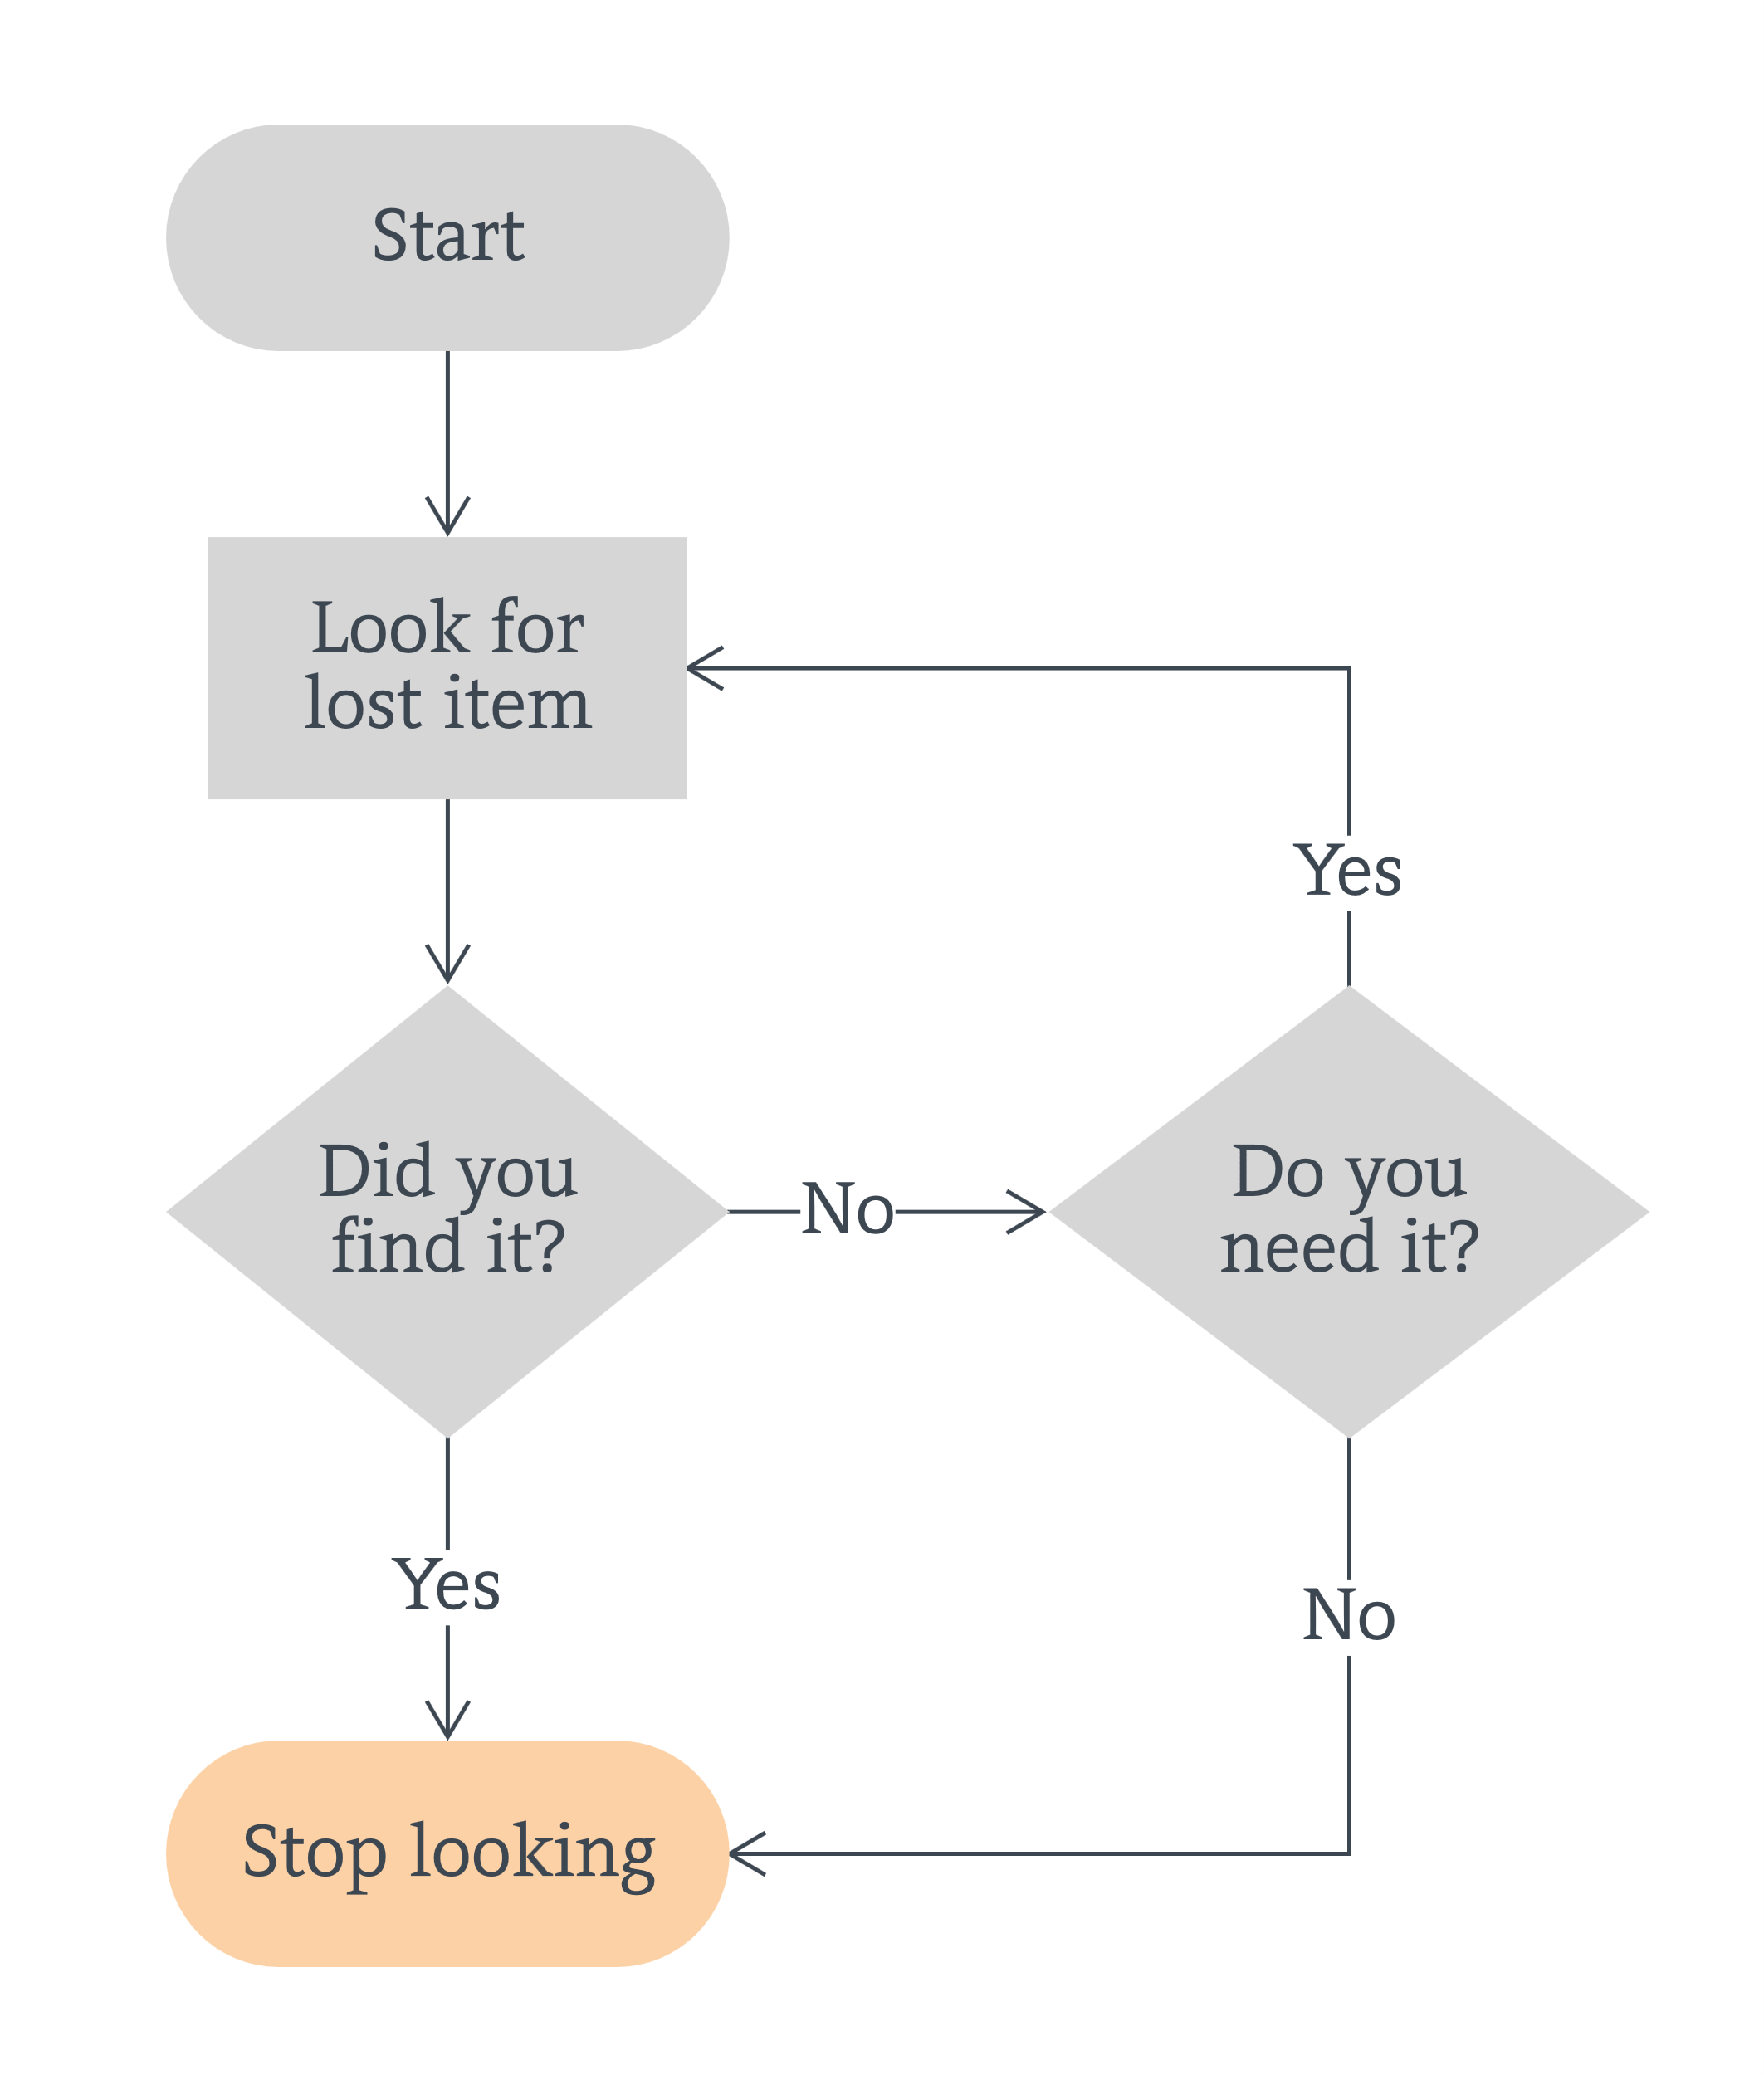 Start
Look for
lost item
Yes
Did you
find it?
No
Do you
need it?
Yes
No
Stop looking